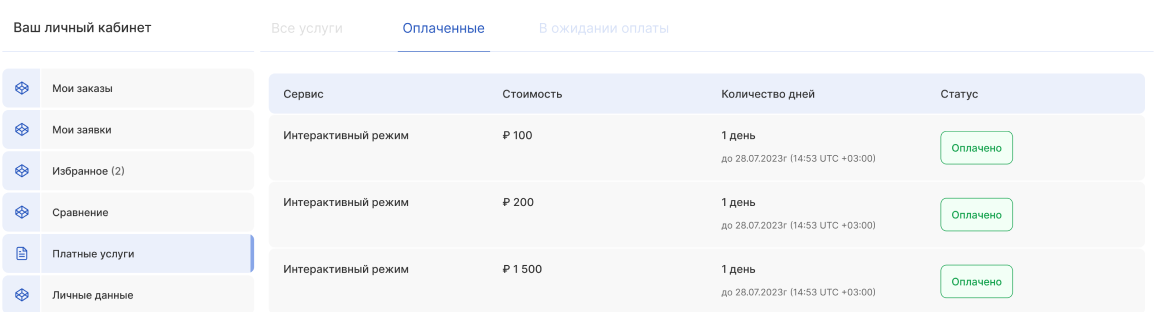 Ваш личный кабинет
Все услуги Оплаченные В ожидании оплаты
Мои заказы
Мои заявки
Избранное (2)
Сравнение
Платные услуги
Личные данные
Сервис Стоимость Количество дней Статус
Интерактивный режим ₽ 100 1 день
до 28.07.2023г (14:53 UTC +03:00)
Оплачено
Интерактивный режим ₽ 200 1 день
до 28.07.2023г (14:53 UTC +03:00)
Оплачено
Интерактивный режим ₽ 1 500 1 день
до 28.07.2023г (14:53 UTC +03:00)
Оплачено